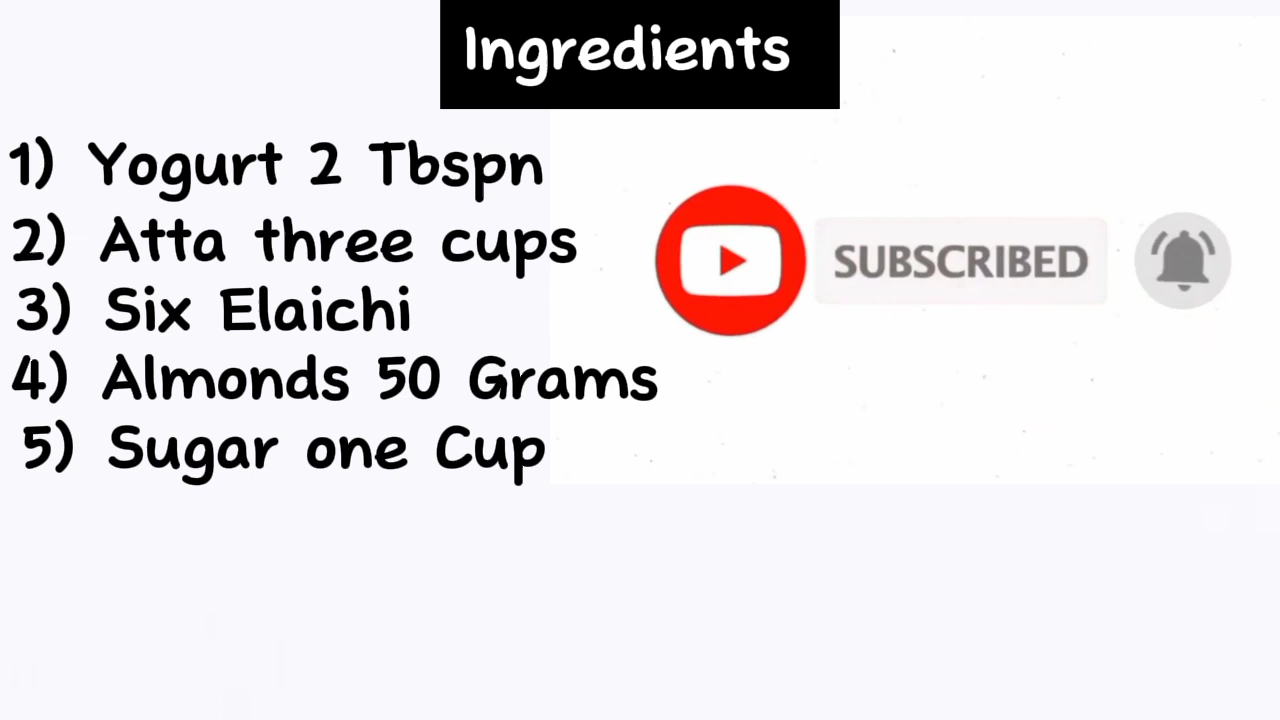 Ingredients
1) Yogurt 2 Tbspn
2) Atta three cups
3) Six Elaichi
4) Almonds 50 Grams
5) Sugar one Cup
SUBSCRIBED